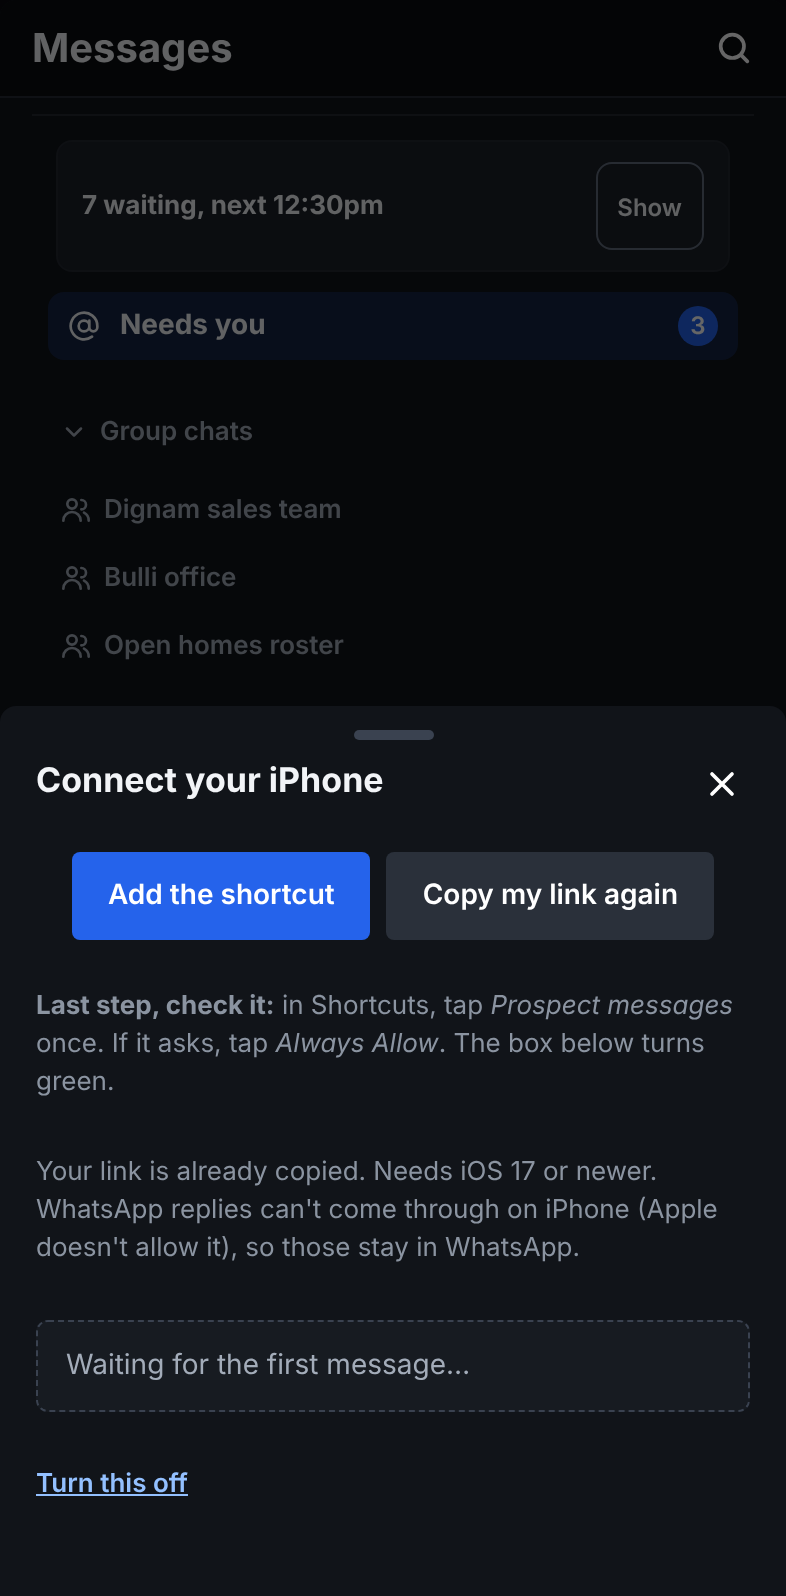 Messages
7 waiting, next 12:30pm
Show
Needs you
3
Group chats
Dignam sales team
Bulli office
Open homes roster
Connect your iPhone
Add the shortcut
Copy my link again
Last step, check it: in Shortcuts, tap Prospect messages
once. If it asks, tap Always Allow. The box below turns
green.
Your link is already copied. Needs iOS 17 or newer.
WhatsApp replies can't come through on iPhone (Apple
doesn't allow it), so those stay in WhatsApp.
Waiting for the first message...
Turn this off